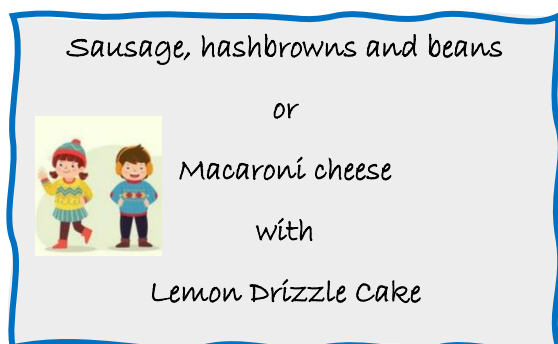 Sausage, hashbrowns and beans
or
Macaroni cheese
with
Lemon Drizzle Cake